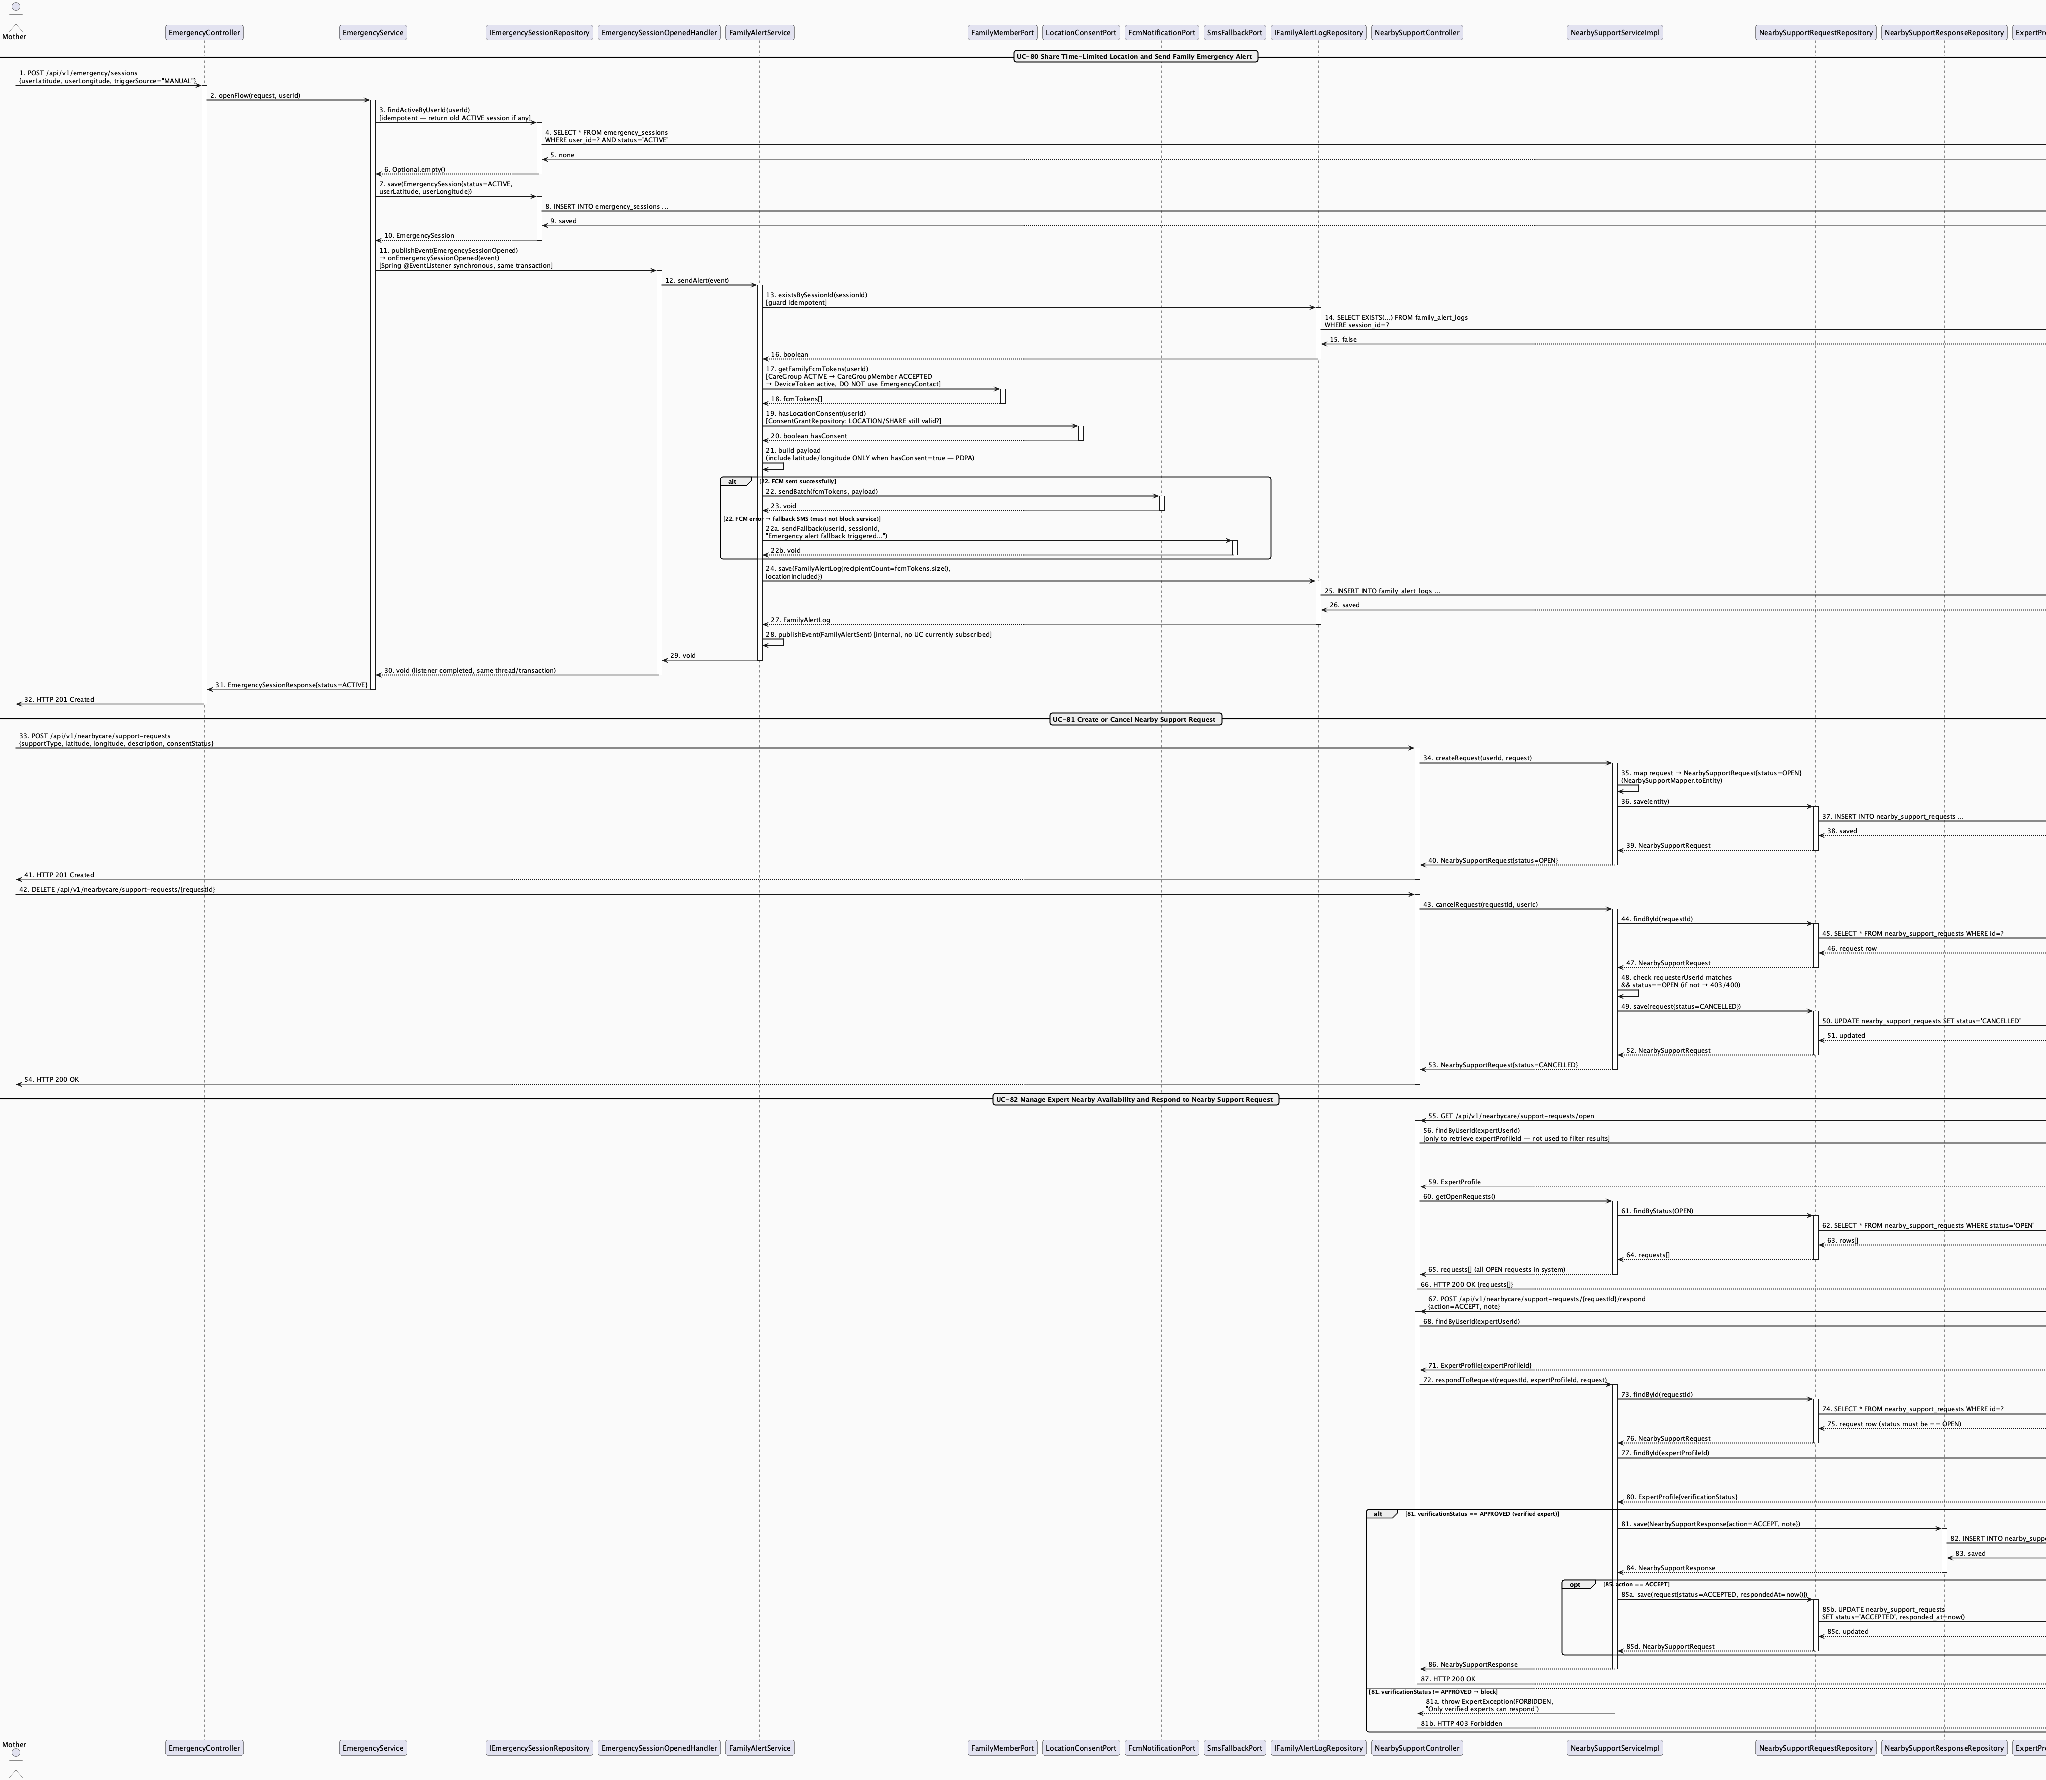 Mother
EmergencyController
EmergencyService
IEmergencySessionRepository
EmergencySessionOpenedHandler
FamilyAlertService
FamilyMemberPort
LocationConsentPort
FcmNotificationPort
SmsFallbackPort
IFamilyAlertLogRepository
NearbySupportController
NearbySupportServiceImpl
NearbySupportRequestRepository
NearbySupportResponseRepository
ExpertPr
UC-80 Share Time-Limited Location and Send Family Emergency Alert
1. POST /api/v1/emergency/sessions
{userLatitude, userLongitude, triggerSource="MANUAL"}
2. openFlow(request, userId)
3. findActiveByUserId(userId)
[idempotent — return old ACTIVE session if any]
4. SELECT * FROM emergency_sessions
WHERE user_id=? AND status='ACTIVE'
5. none
6. Optional.empty()
7. save(EmergencySession{status=ACTIVE,
userLatitude, userLongitude})
8. INSERT INTO emergency_sessions ...
9. saved
10. EmergencySession
11. publishEvent(EmergencySessionOpened)
→ onEmergencySessionOpened(event)
[Spring @EventListener synchronous, same transaction]
12. sendAlert(event)
13. existsBySessionId(sessionId)
[guard idempotent]
14. SELECT EXISTS(...) FROM family_alert_logs
WHERE session_id=?
15. false
16. boolean
17. getFamilyFcmTokens(userId)
[CareGroup ACTIVE → CareGroupMember ACCEPTED
→ DeviceToken active, DO NOT use EmergencyContact]
18. fcmTokens[]
19. hasLocationConsent(userId)
[ConsentGrantRepository: LOCATION/SHARE still valid?]
20. boolean hasConsent
21. build payload
(include latitude/longitude ONLY when hasConsent=true — PDPA)
alt
[22. FCM sent successfully]
22. sendBatch(fcmTokens, payload)
23. void
[22. FCM error → fallback SMS (must not block service)]
22a. sendFallback(userId, sessionId,
"Emergency alert fallback triggered...")
22b. void
24. save(FamilyAlertLog{recipientCount=fcmTokens.size(),
locationIncluded})
25. INSERT INTO family_alert_logs ...
26. saved
27. FamilyAlertLog
28. publishEvent(FamilyAlertSent) [internal, no UC currently subscribed]
29. void
30. void (listener completed, same thread/transaction)
31. EmergencySessionResponse{status=ACTIVE}
32. HTTP 201 Created
UC-81 Create or Cancel Nearby Support Request
33. POST /api/v1/nearbycare/support-requests
{supportType, latitude, longitude, description, consentStatus}
34. createRequest(userId, request)
35. map request → NearbySupportRequest{status=OPEN}
(NearbySupportMapper.toEntity)
36. save(entity)
37. INSERT INTO nearby_support_requests ...
38. saved
39. NearbySupportRequest
40. NearbySupportRequest{status=OPEN}
41. HTTP 201 Created
42. DELETE /api/v1/nearbycare/support-requests/{requestId}
43. cancelRequest(requestId, userId)
44. findById(requestId)
45. SELECT * FROM nearby_support_requests WHERE id=?
46. request row
47. NearbySupportRequest
48. check requesterUserId matches
&& status==OPEN (if not → 403/400)
49. save(request{status=CANCELLED})
50. UPDATE nearby_support_requests SET status='CANCELLED'
51. updated
52. NearbySupportRequest
53. NearbySupportRequest{status=CANCELLED}
54. HTTP 200 OK
UC-82 Manage Expert Nearby Availability and Respond to Nearby Support Request
55. GET /api/v1/nearbycare/support-requests/open
56. findByUserId(expertUserId)
[only to retrieve expertProfileId — not used to filter results]
59. ExpertProfile
60. getOpenRequests()
61. findByStatus(OPEN)
62. SELECT * FROM nearby_support_requests WHERE status='OPEN'
63. rows[]
64. requests[]
65. requests[] (all OPEN requests in system)
66. HTTP 200 OK {requests[]}
67. POST /api/v1/nearbycare/support-requests/{requestId}/respond
{action=ACCEPT, note}
68. findByUserId(expertUserId)
71. ExpertProfile{expertProfileId}
72. respondToRequest(requestId, expertProfileId, request)
73. findById(requestId)
74. SELECT * FROM nearby_support_requests WHERE id=?
75. request row (status must be == OPEN)
76. NearbySupportRequest
77. findById(expertProfileId)
80. ExpertProfile{verificationStatus}
alt
[81. verificationStatus == APPROVED (verified expert)]
81. save(NearbySupportResponse{action=ACCEPT, note})
82. INSERT INTO nearby_supp
83. saved
84. NearbySupportResponse
opt
[85. action == ACCEPT]
85a. save(request{status=ACCEPTED, respondedAt=now()})
85b. UPDATE nearby_support_requests
SET status='ACCEPTED', responded_at=now()
85c. updated
85d. NearbySupportRequest
86. NearbySupportResponse
87. HTTP 200 OK
[81. verificationStatus != APPROVED → block]
81a. throw ExpertException(FORBIDDEN,
"Only verified experts can respond")
81b. HTTP 403 Forbidden
Mother
EmergencyController
EmergencyService
IEmergencySessionRepository
EmergencySessionOpenedHandler
FamilyAlertService
FamilyMemberPort
LocationConsentPort
FcmNotificationPort
SmsFallbackPort
IFamilyAlertLogRepository
NearbySupportController
NearbySupportServiceImpl
NearbySupportRequestRepository
NearbySupportResponseRepository
ExpertPr